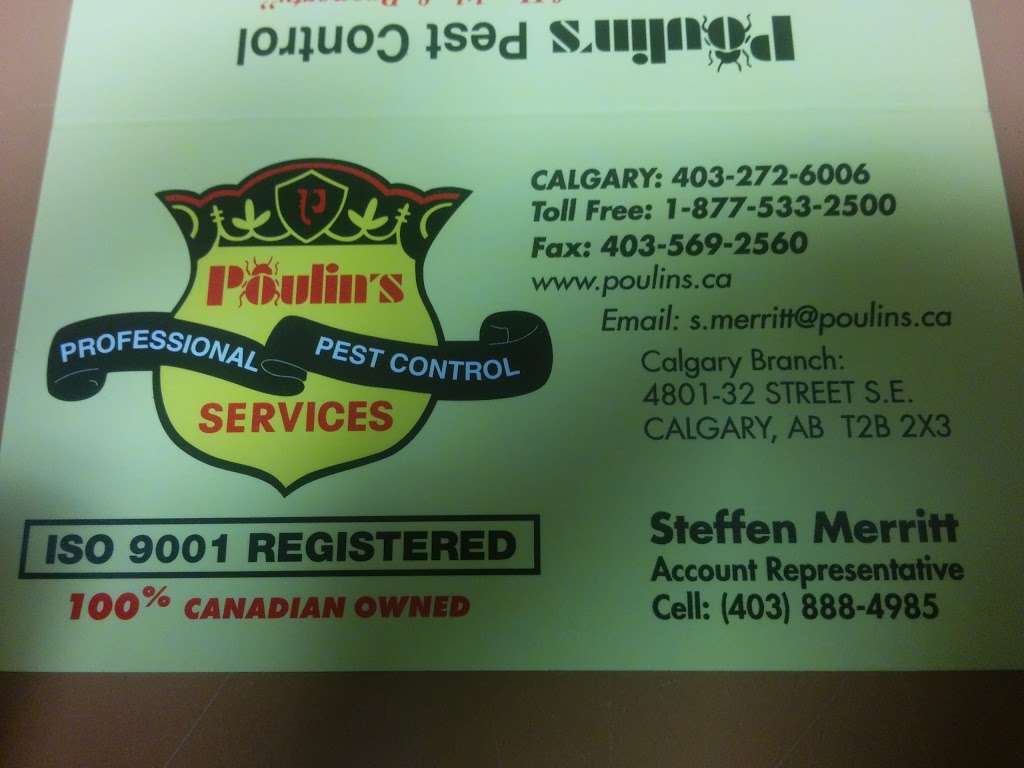 Poulin's Pest Control
P
Poulin's
PROFESSIONAL PEST CONTROL
SERVICES
ISO 9001 REGISTERED
100% CANADIAN OWNED
CALGARY: 403-272-6006
Toll Free: 1-877-533-2500
Fax: 403-569-2560
www.poulins.ca
Email: s.merritt@poulins.ca
Calgary Branch:
4801-32 STREET S.E.
CALGARY, AB T2B 2X3
Steffen Merritt
Account Representative
Cell: (403) 888-4985